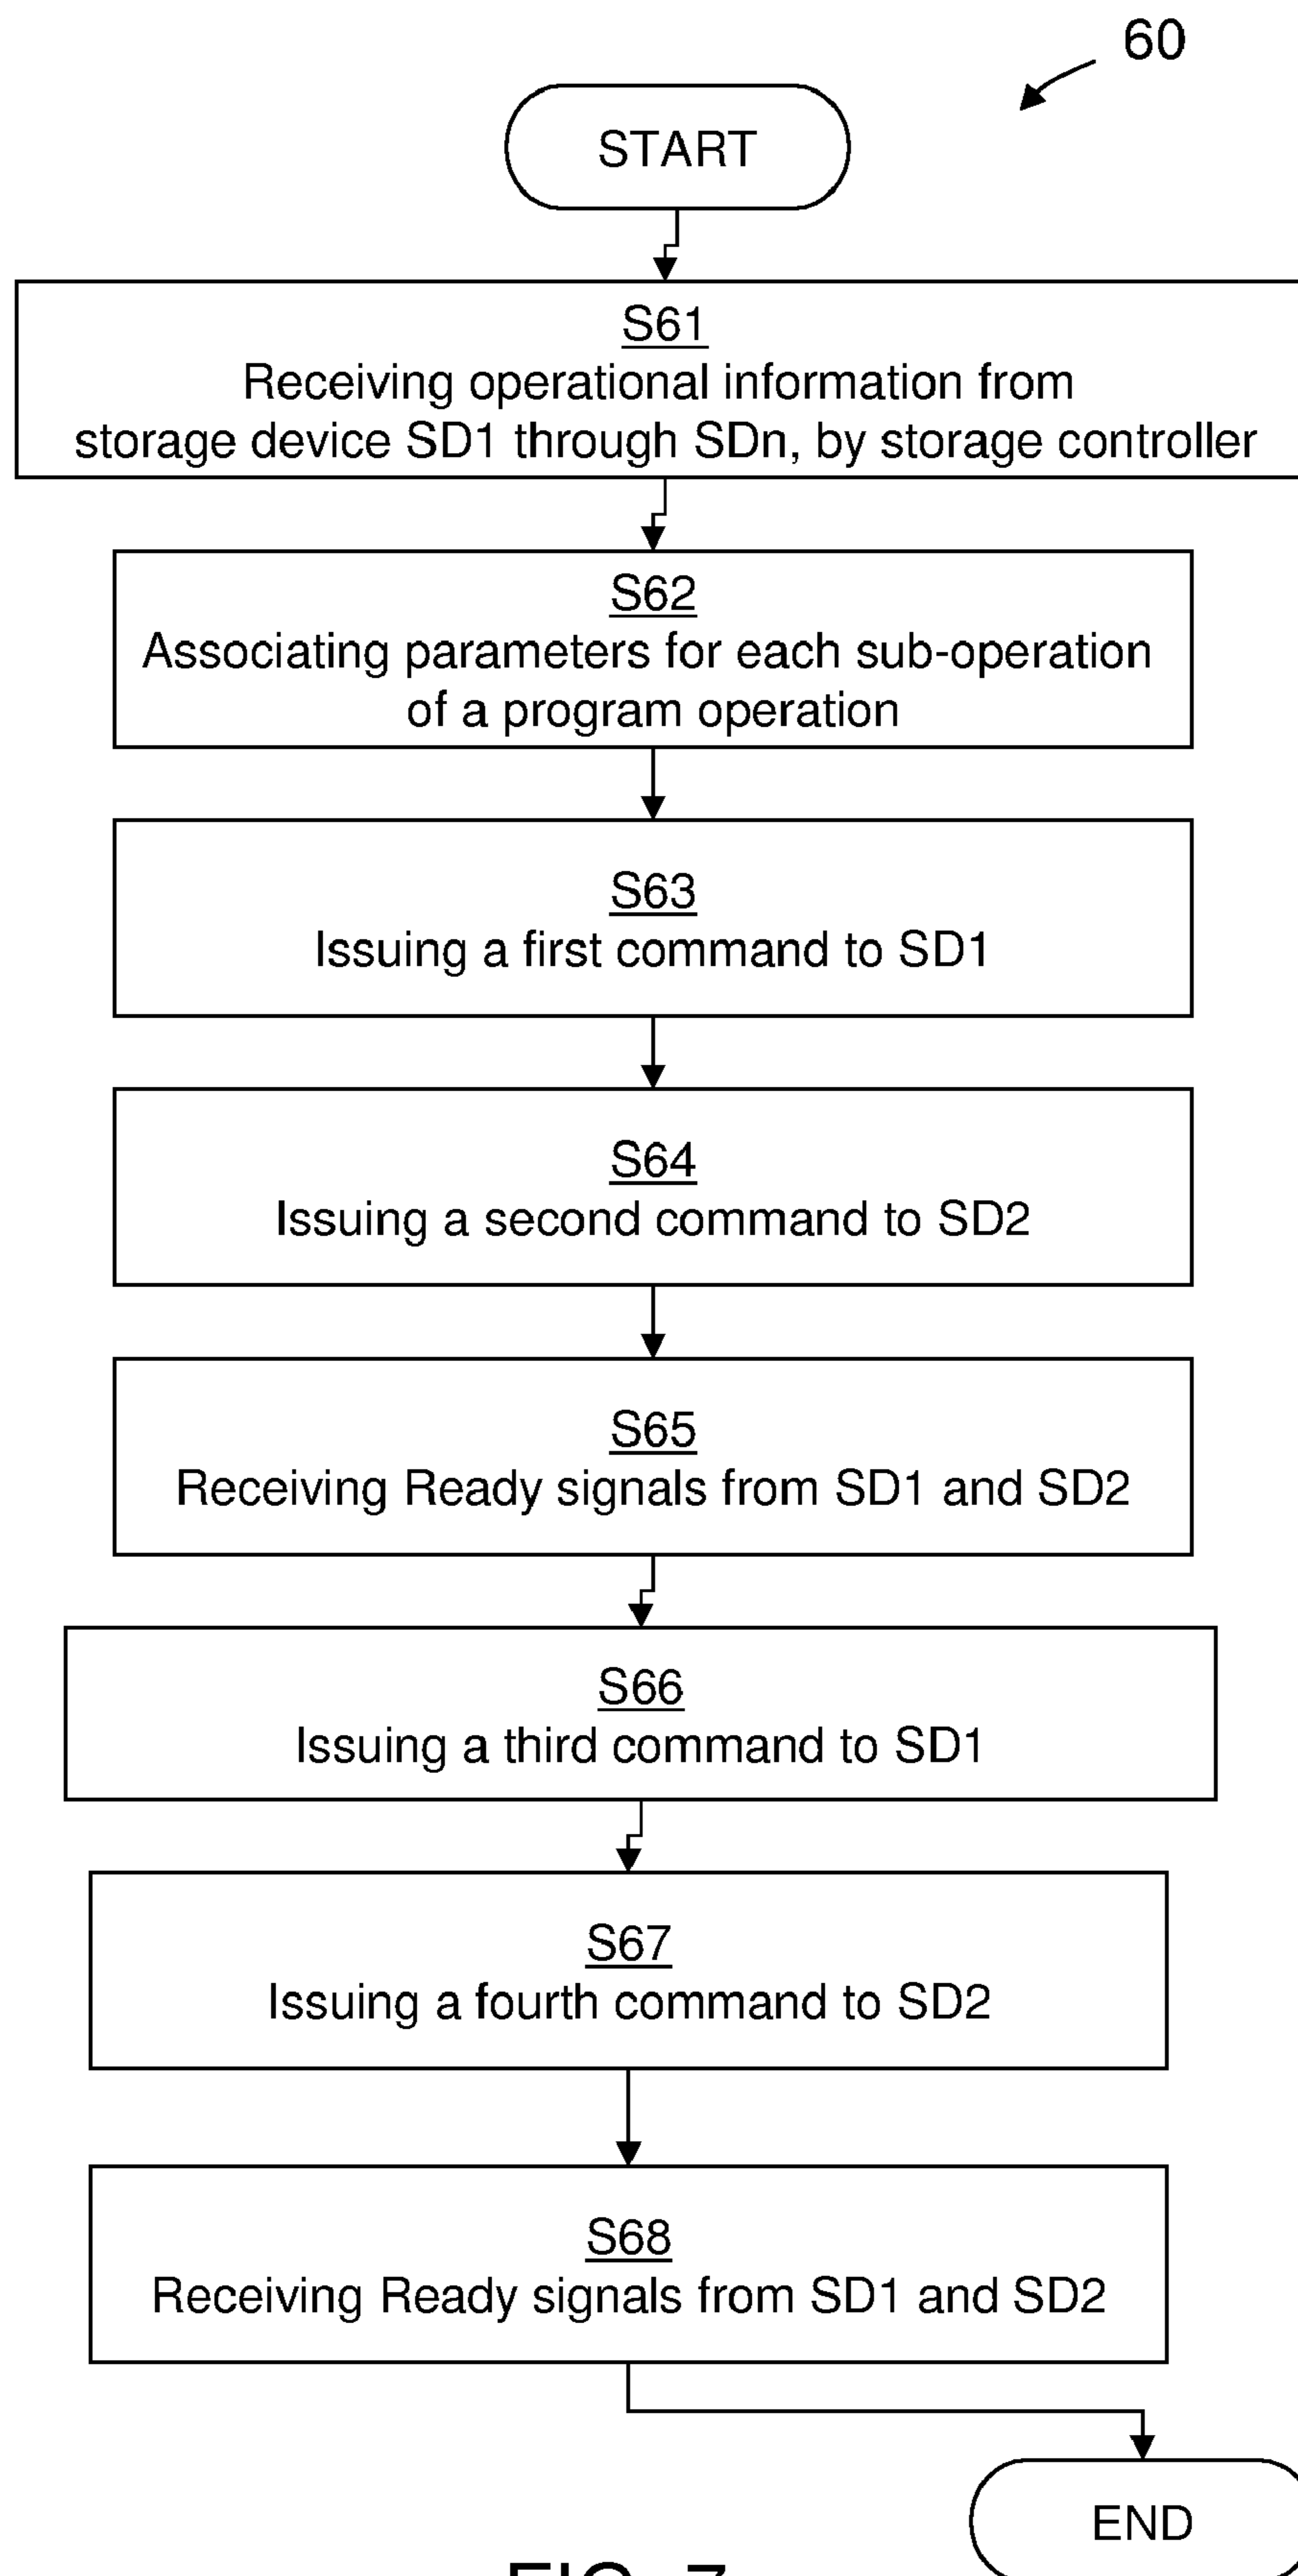 60
START
S61
Receiving operational information from
storage device SD1 through SDn, by storage controller
S62
Associating parameters for each sub-operation
of a program operation
S63
Issuing a first command to SD1
S64
Issuing a second command to SD2
S65
Receiving Ready signals from SD1 and SD2
S66
Issuing a third command to SD1
S67
Issuing a fourth command to SD2
S68
Receiving Ready signals from SD1 and SD2
END
FIG. 7